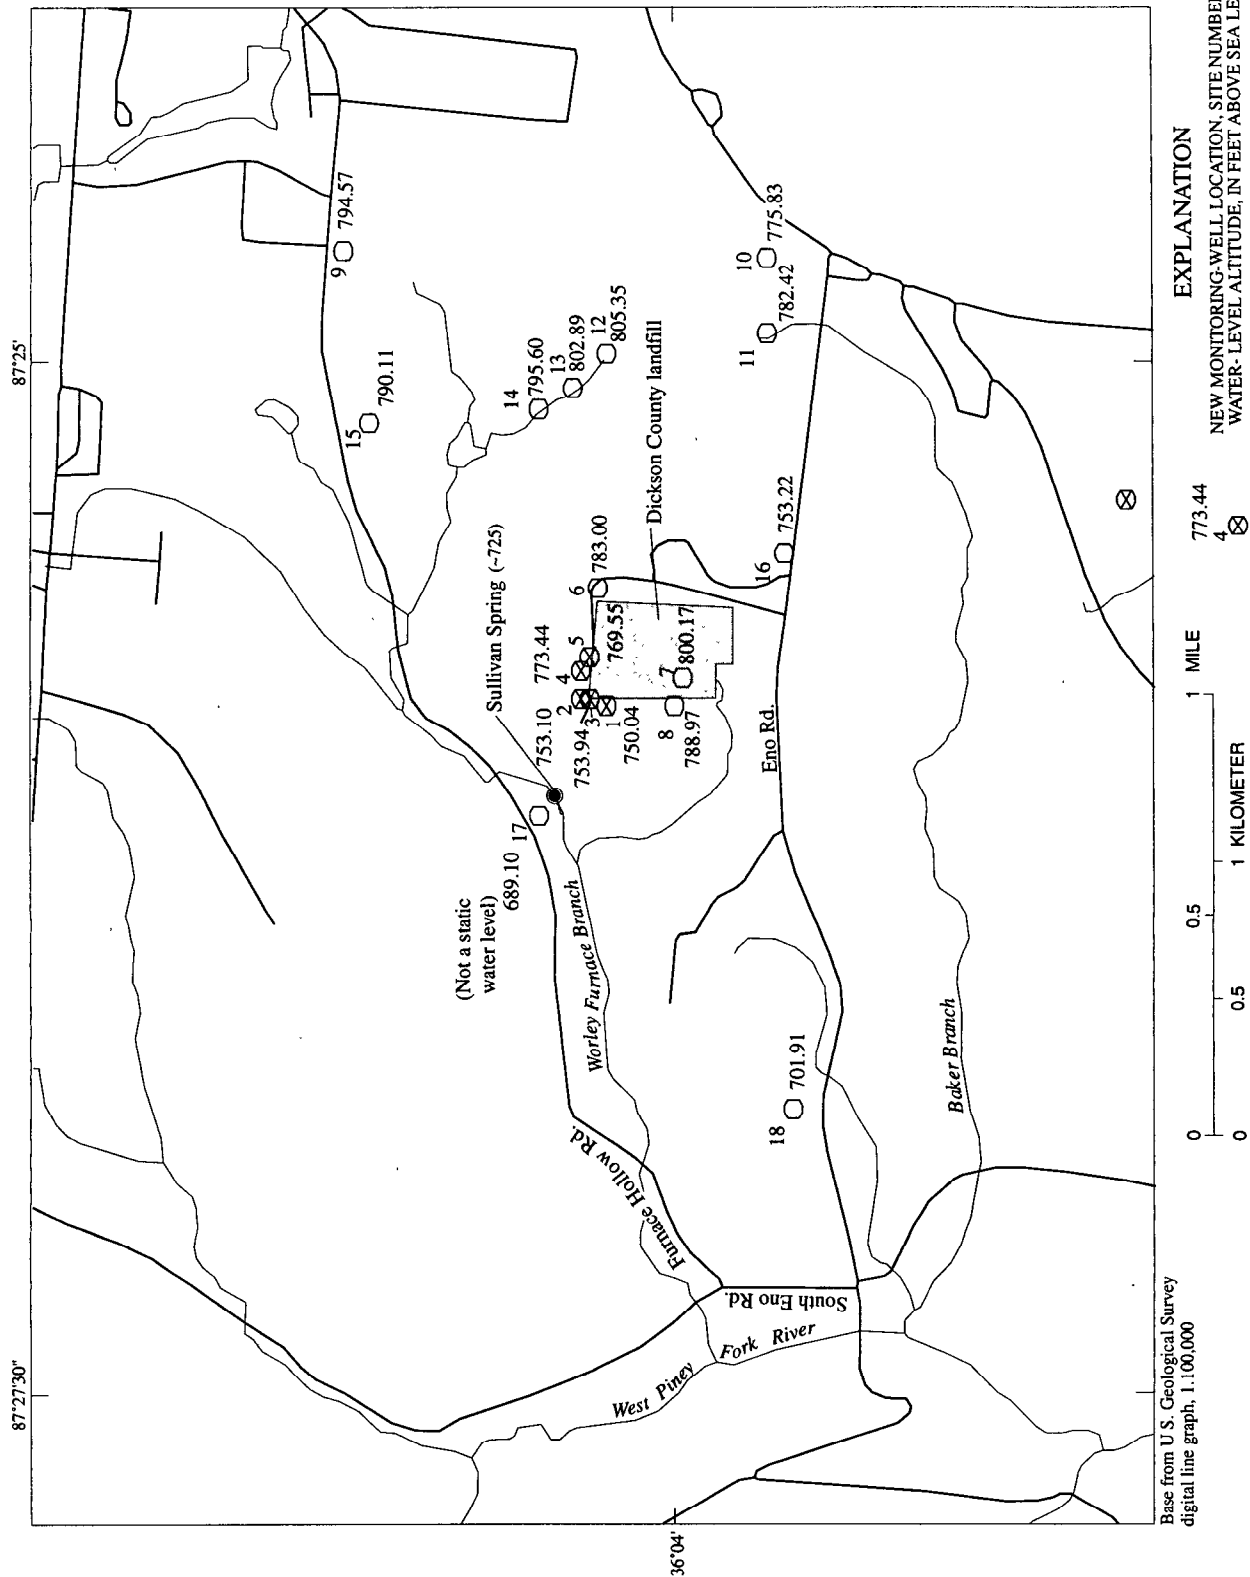 87°27'30"
87°25'
36°04'
9
794.57
15
790.11
14
795.60
13
802.89
12
805.35
10
775.83
11
782.42
Sullivan Spring (~725)
Dickson County landfill
6
783.00
5
769.55
773.44
4
753.10
2
753.94
3
1
750.04
7
800.17
8
788.97
16
753.22
Eno Rd.
17
689.10
(Not a static
water level)
Worley Furnace Branch
Furnace Hollow Rd.
18
701.91
Baker Branch
South Eno Rd.
West Piney
Fork River
Base from U S. Geological Survey
digital line graph, 1.100,000
0 0.5 1 MILE
0 0.5 1 KILOMETER
EXPLANATION
773.44
4
NEW MONITORING-WELL LOCATION, SITE NUMBER
WATER- LEVEL ALTITUDE, IN FEET ABOVE SEA